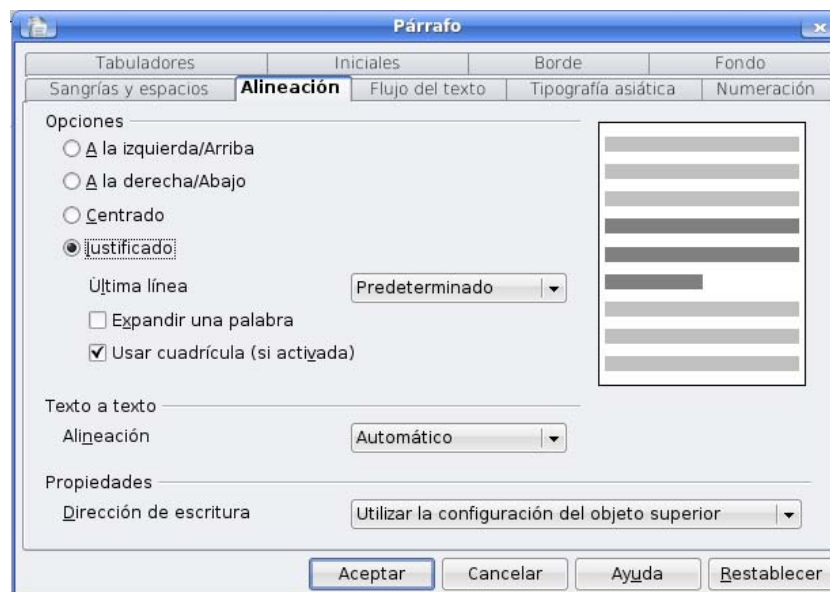 Párrafo
Tabuladores Iniciales Borde Fondo
Sangrías y espacios Alineación Flujo del texto Tipografía asiática Numeración
Opciones
A la izquierda/Arriba
A la derecha/Abajo
Centrado
Justificado
Última línea Predeterminado
Expandir una palabra
Usar cuadrícula (si activada)
Texto a texto
Alineación Automático
Propiedades
Dirección de escritura Utilizar la configuración del objeto superior
Aceptar Cancelar Ayuda Restablecer